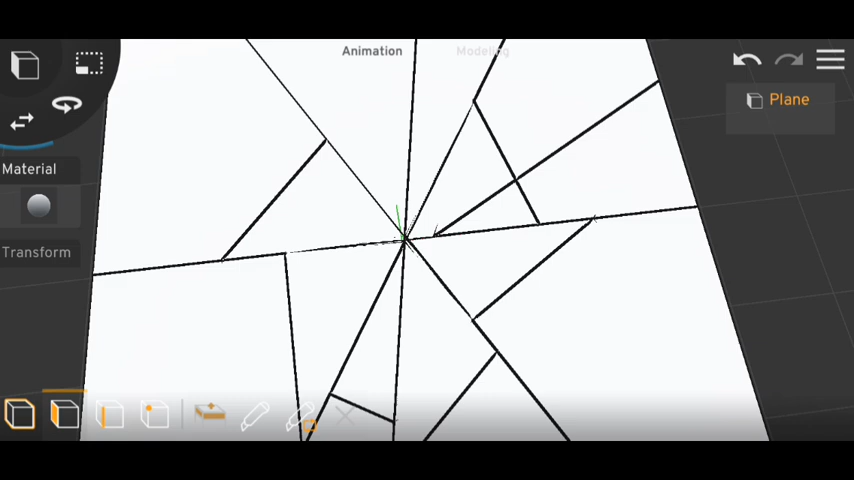 Animation
Modeling
Plane
Material
Transform